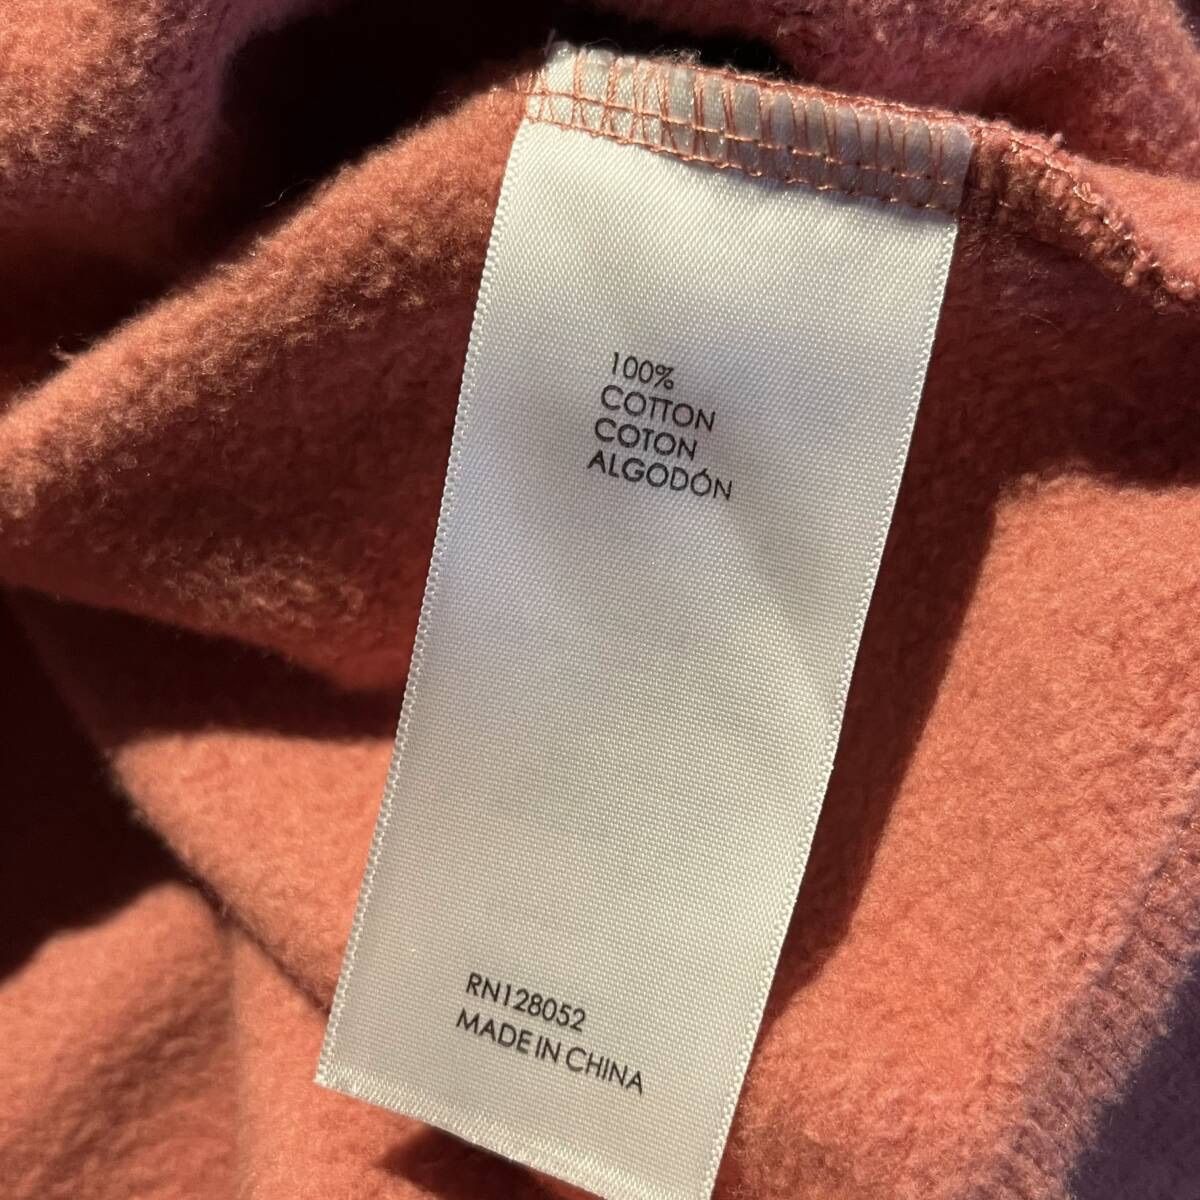 100%
COTTON
COTON
ALGODÓN
RN128052
MADE IN CHINA